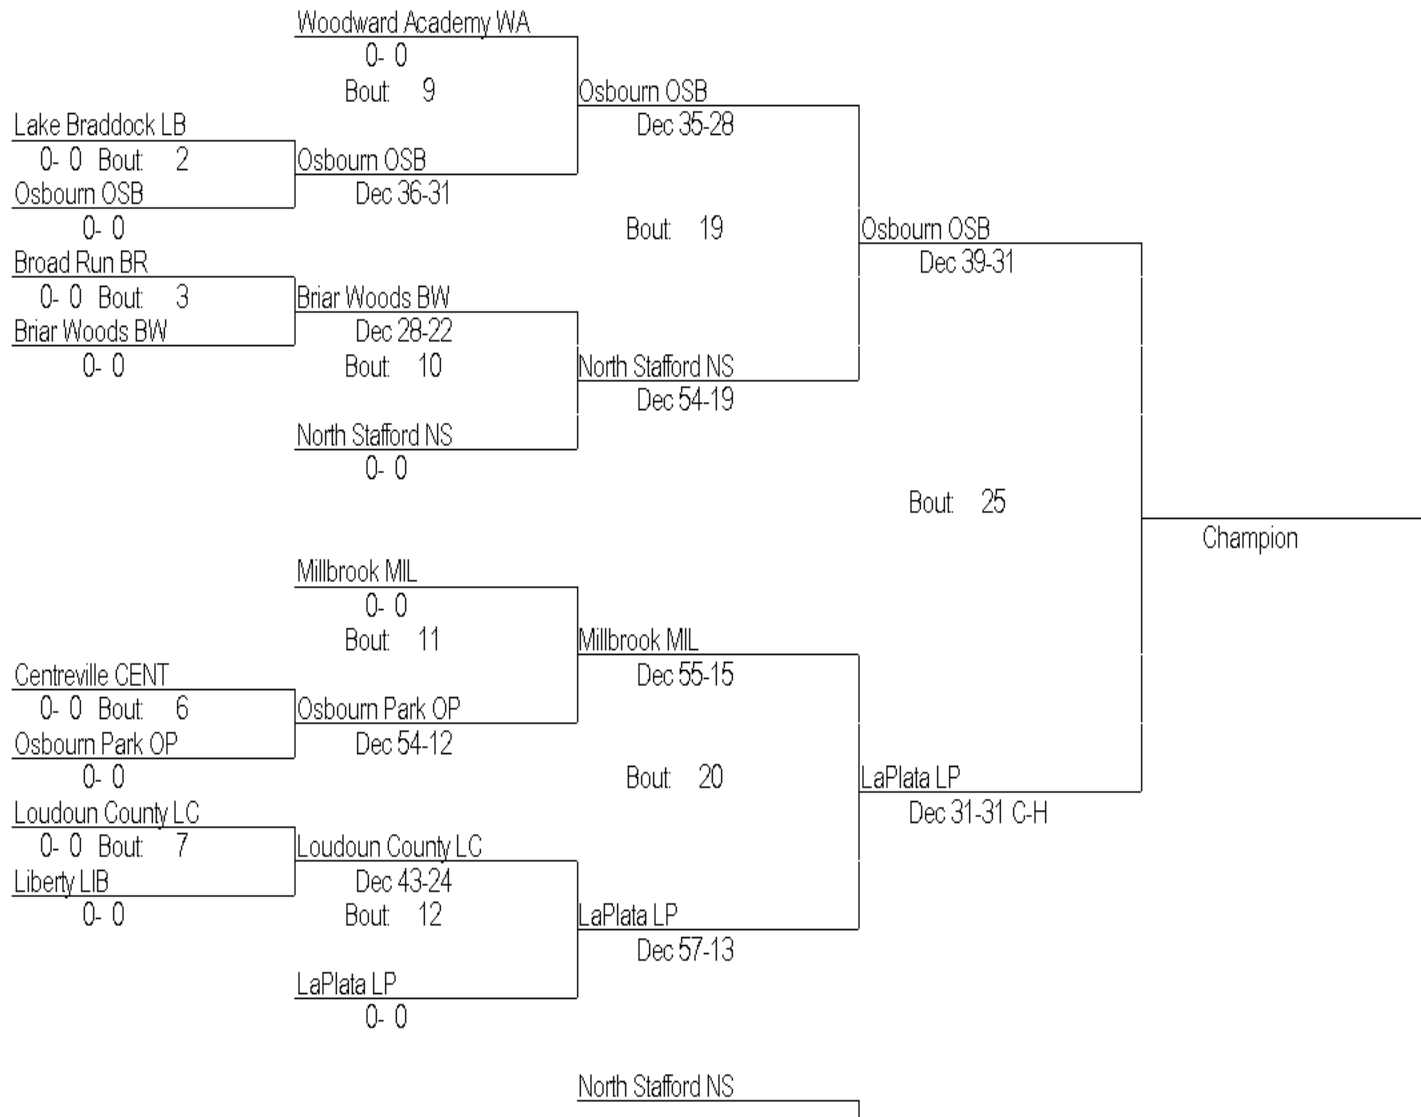 Woodward Academy WA
0- 0
Bout: 9
Osbourn OSB
Dec 35-28
Lake Braddock LB
0- 0 Bout: 2
Osbourn OSB
Dec 36-31
Osbourn OSB
0- 0
Bout: 19
Osbourn OSB
Dec 39-31
Broad Run BR
0- 0 Bout: 3
Briar Woods BW
Dec 28-22
Briar Woods BW
0- 0
Bout: 10
North Stafford NS
Dec 54-19
North Stafford NS
0- 0
Bout: 25
Champion
Millbrook MIL
0- 0
Bout: 11
Millbrook MIL
Dec 55-15
Centreville CENT
0- 0 Bout: 6
Osbourn Park OP
Dec 54-12
Osbourn Park OP
0- 0
Bout: 20
LaPlata LP
Dec 31-31 C-H
Loudoun County LC
0- 0 Bout: 7
Loudoun County LC
Dec 43-24
Liberty LIB
0- 0
Bout: 12
LaPlata LP
Dec 57-13
LaPlata LP
0- 0
North Stafford NS